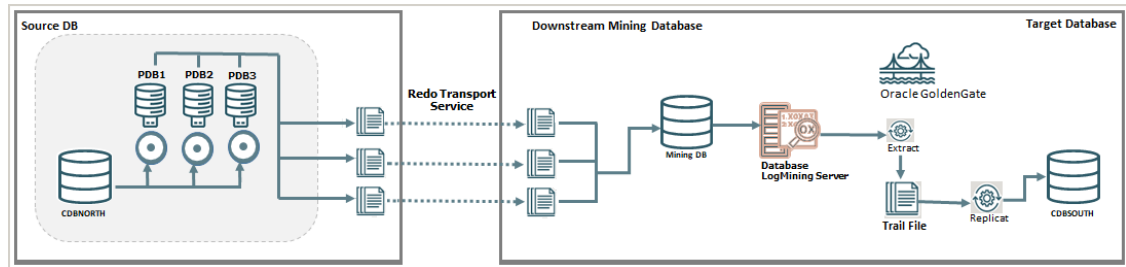 Source DB
Downstream Mining Database
Target Database
PDB1
PDB2
PDB3
CDBNORTH
Redo Transport
Service
Mining DB
Database
LogMining Server
Oracle GoldenGate
Extract
Trail File
Replicat
CDBSOUTH